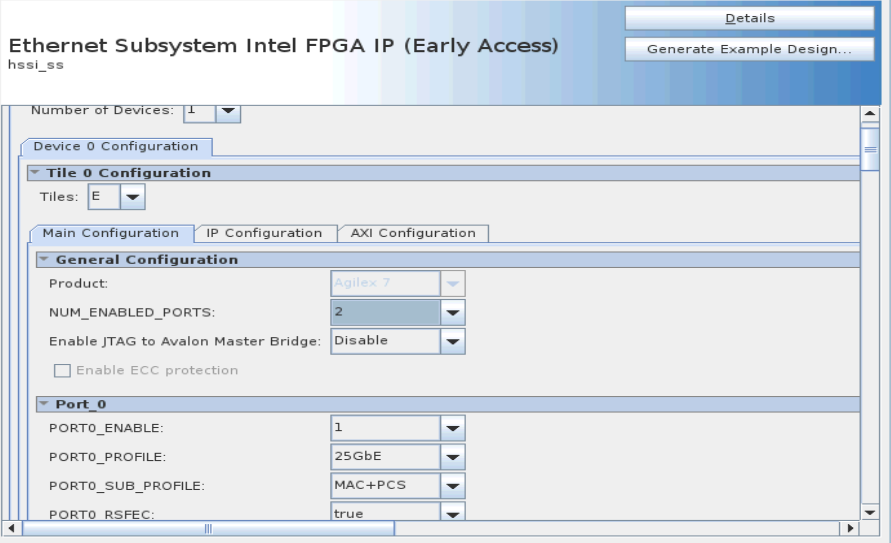 Details
Ethernet Subsystem Intel FPGA IP (Early Access)
Generate Example Design...
hssi_ss
Number of Devices: 1
Device 0 Configuration
Tile 0 Configuration
Tiles: E
Main Configuration IP Configuration AXI Configuration
General Configuration
Product: Agilex 7
NUM_ENABLED_PORTS: 2
Enable JTAG to Avalon Master Bridge: Disable
Enable ECC protection
Port_0
PORT0_ENABLE: 1
PORT0_PROFILE: 25GbE
PORT0_SUB_PROFILE: MAC+PCS
PORT0_RSFEC: true